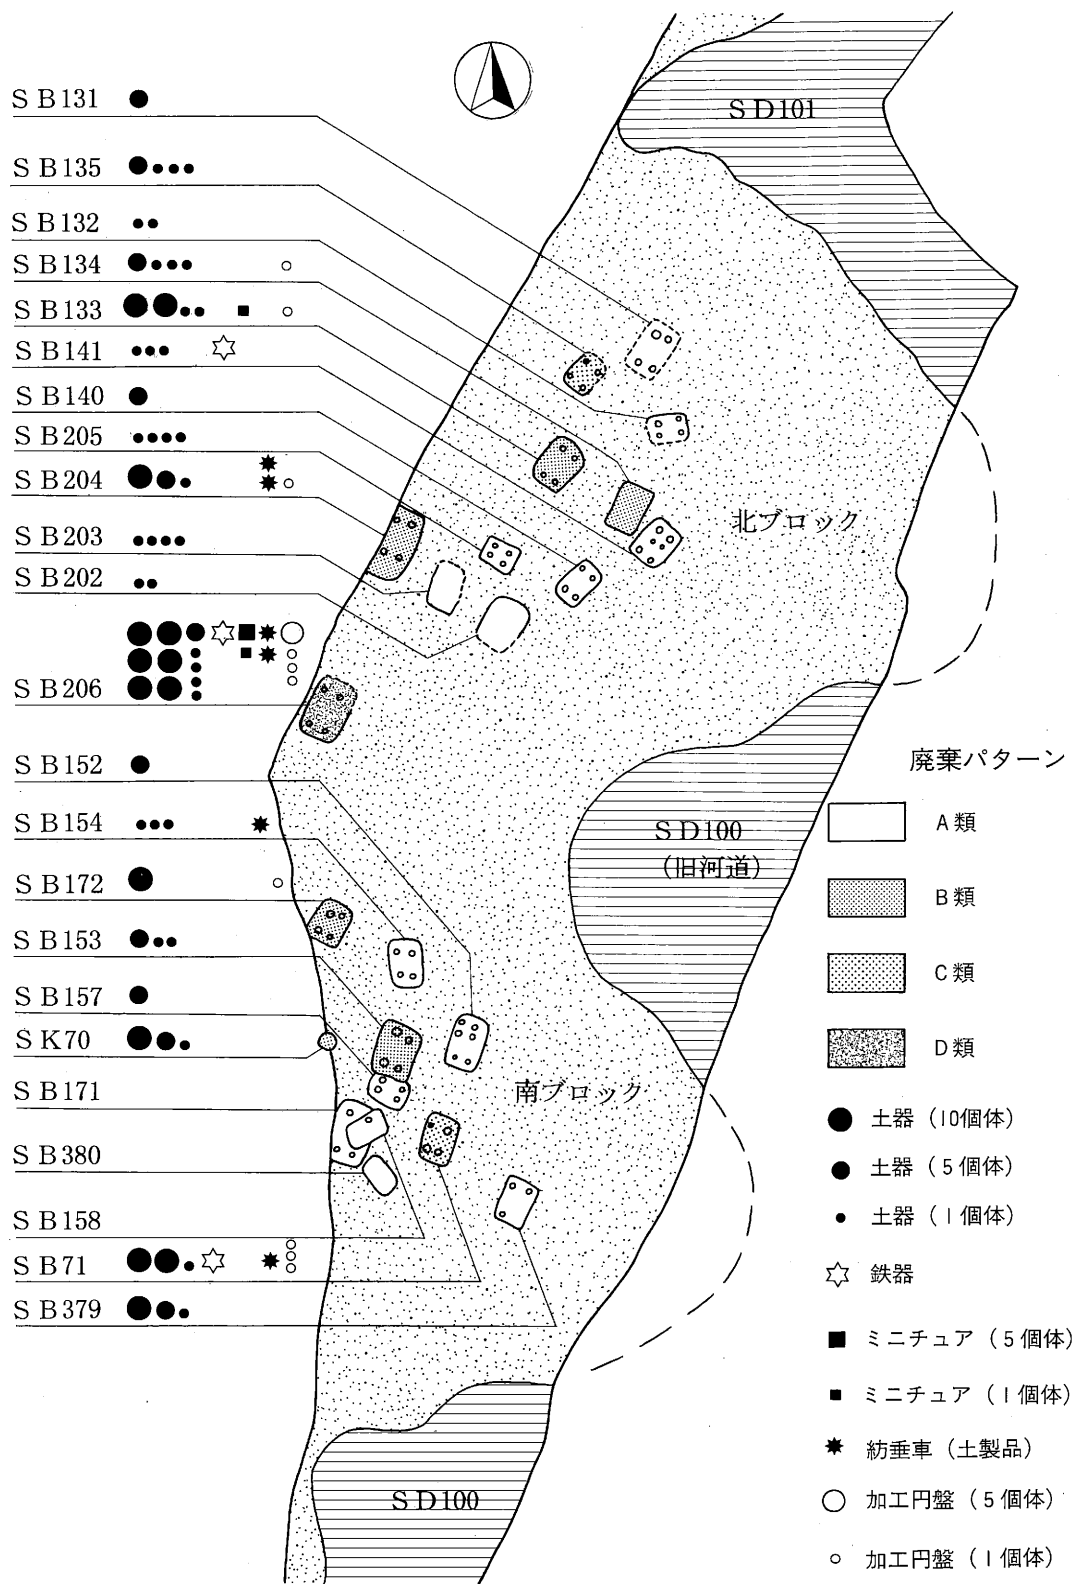 SB131
SB135
SB132
SB134
SB133
SB141
SB140
SB205
SB204
SB203
SB202
SB206
SB152
SB154
SB172
SB153
SB157
SK70
SB171
SB380
SB158
SB71
SB379
SD101
北ブロック
SD100
(旧河道)
南ブロック
SD100
廃棄パターン
A類
B類
C類
D類
土器 (10個体)
土器 (5個体)
土器 (1個体)
鉄器
ミニチュア (5個体)
ミニチュア (1個体)
紡垂車 (土製品)
加工円盤 (5個体)
加工円盤 (1個体)